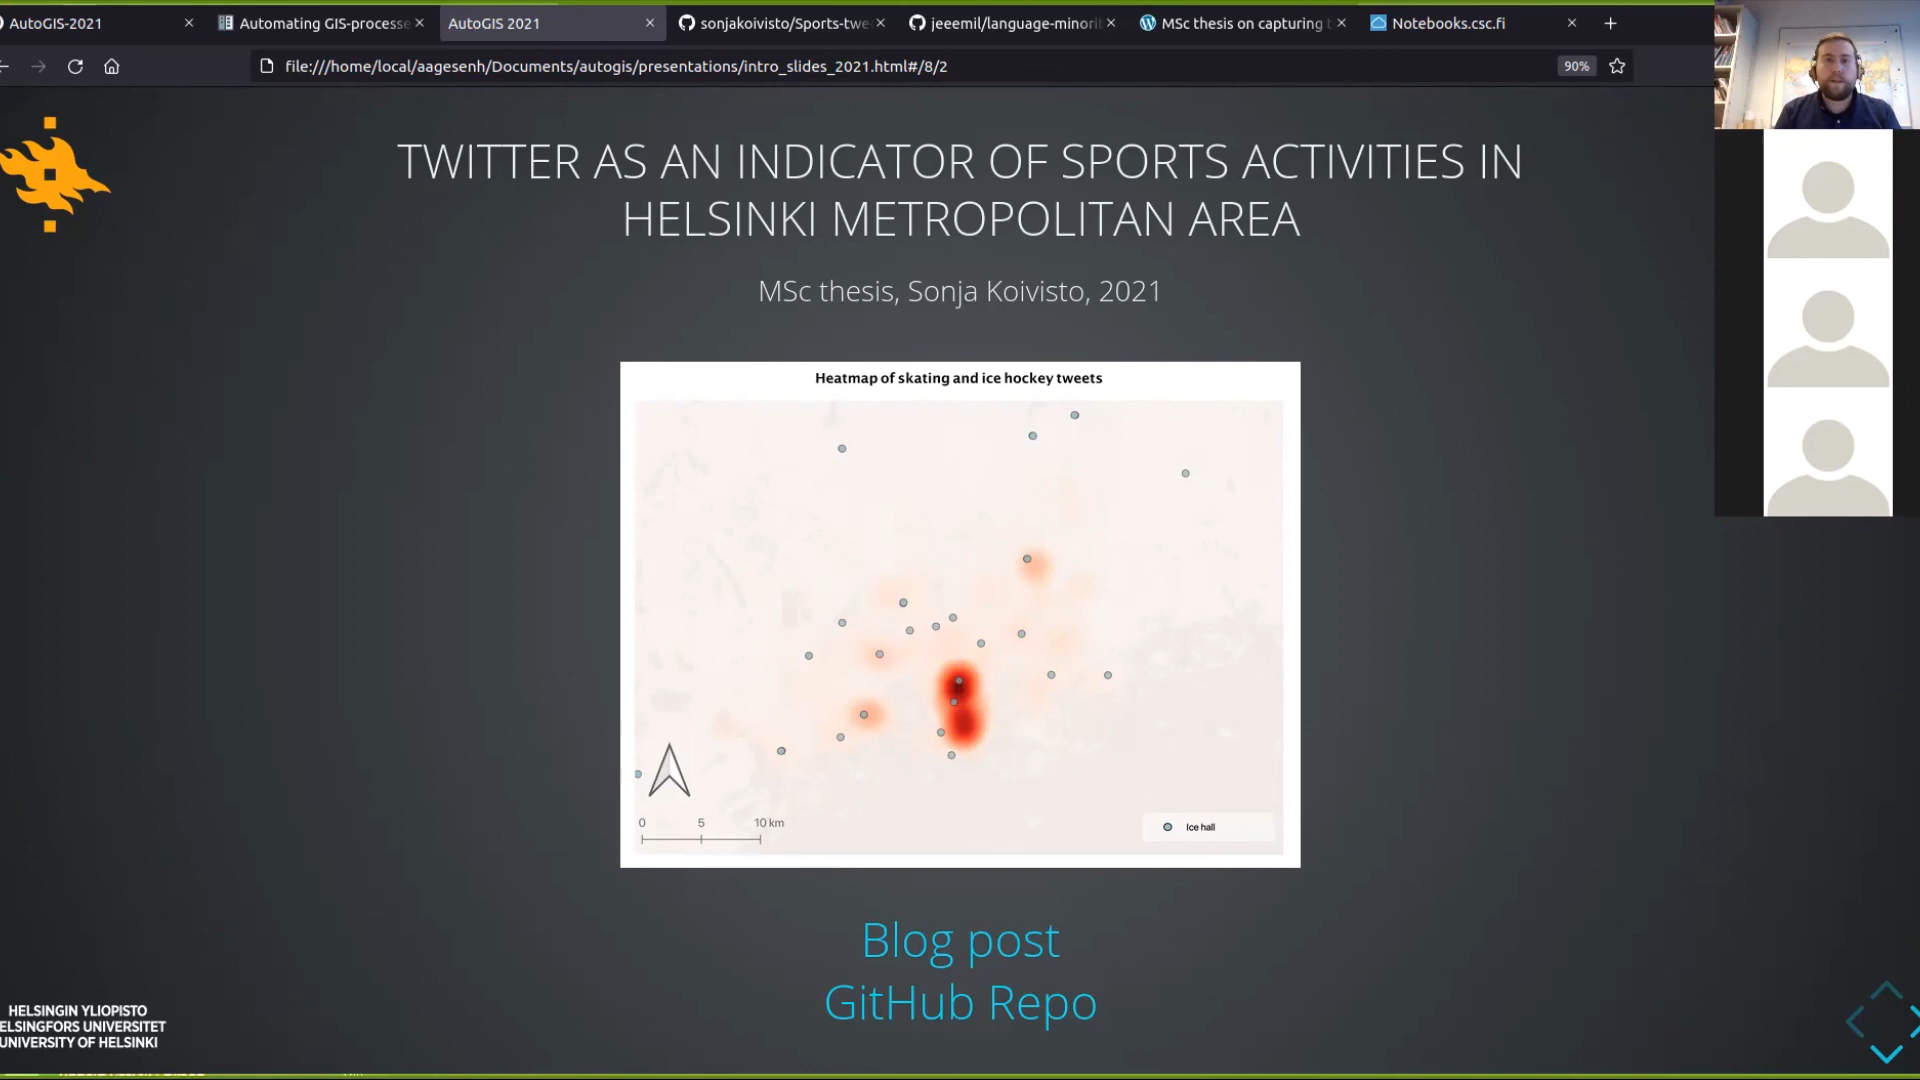 AutoGIS-2021
Automating GIS-processe
AutoGIS 2021
sonjakoivisto/Sports-twe
jeeemil/language-minorit
MSc thesis on capturing t
Notebooks.csc.fi
file:///home/local/aagesenh/Documents/autogis/presentations/intro_slides_2021.html#/8/2
90%
TWITTER AS AN INDICATOR OF SPORTS ACTIVITIES IN
HELSINKI METROPOLITAN AREA
MSc thesis, Sonja Koivisto, 2021
Heatmap of skating and ice hockey tweets
0 5 10 km
Ice hall
Blog post
GitHub Repo
HELSINGIN YLIOPISTO
ELSINGFORS UNIVERSITET
UNIVERSITY OF HELSINKI